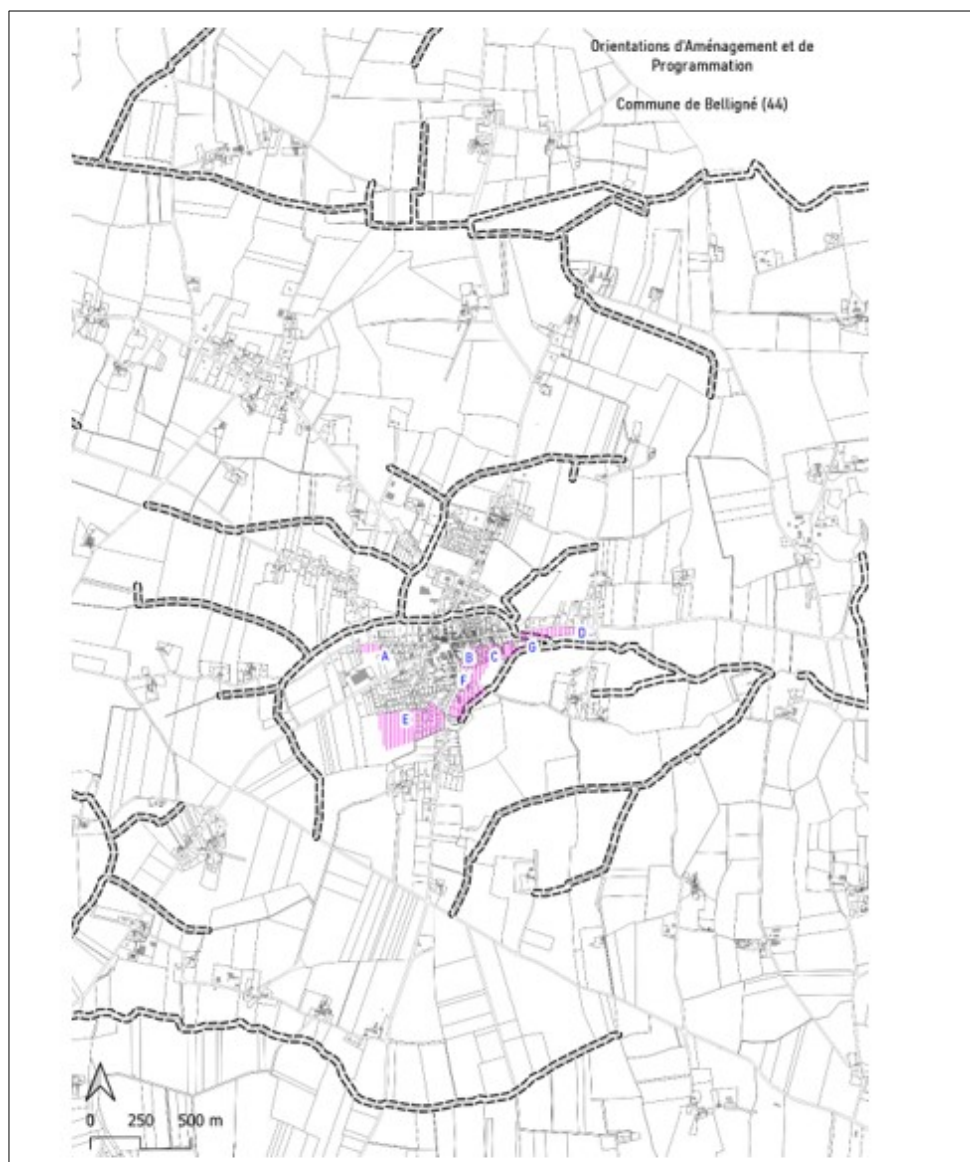 Orientations d'Aménagement et de
Programmation
Commune de Belligné (44)
D
G
A
B
C
F
E
0 250 500 m